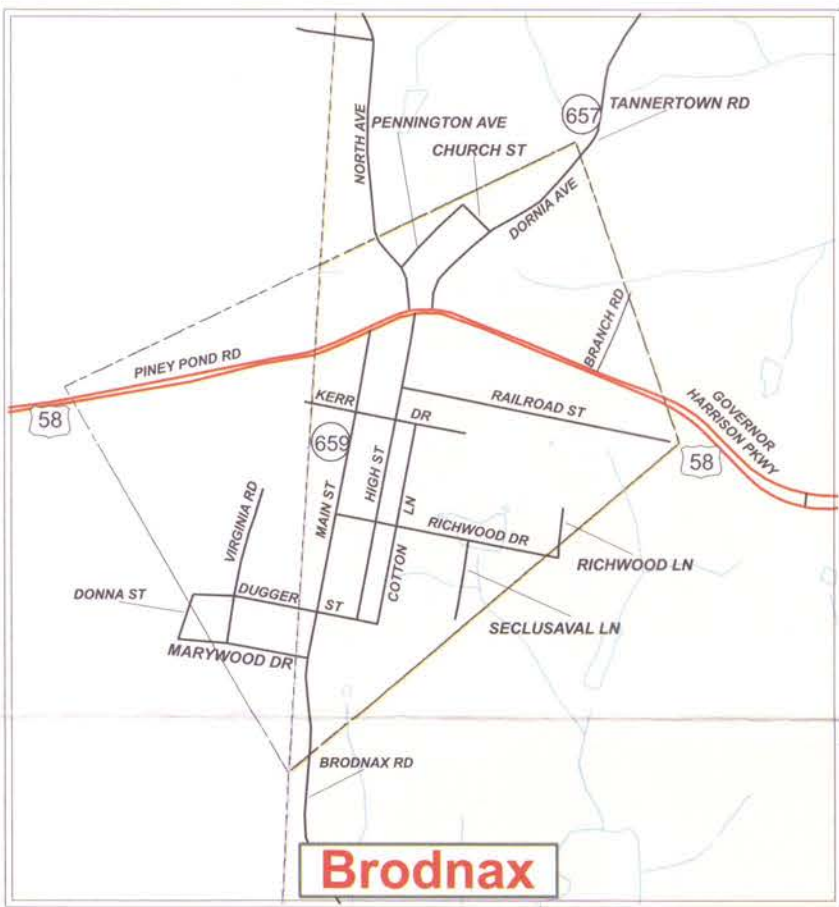 657
TANNERTOWN RD
PENNINGTON AVE
CHURCH ST
NORTH AVE
DORNIA AVE
BRANCH RD
PINEY POND RD
58
KERR DR
RAILROAD ST
GOVERNOR
HARRISON PKWY
58
659
HIGH ST
MAIN ST
VIRGINIA RD
COTTON LN
RICHWOOD DR
RICHWOOD LN
DONNA ST
DUGGER ST
SECLUSAVAL LN
MARYWOOD DR
BRODNAX RD
Brodnax